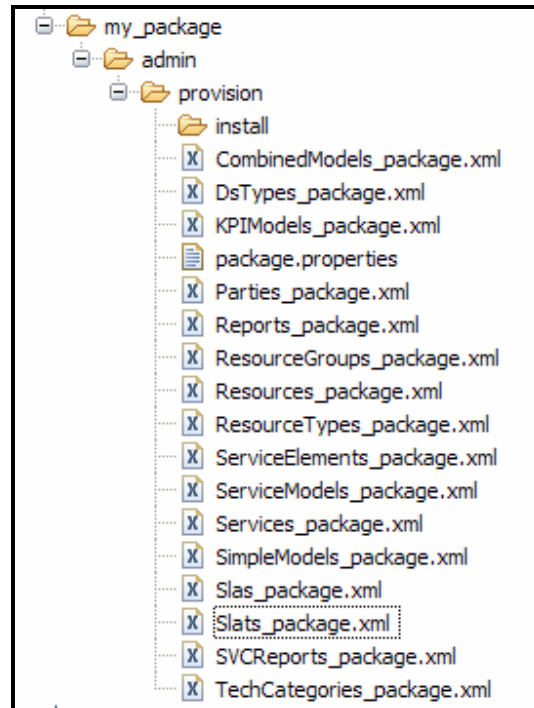 my_package
admin
provision
install
CombinedModels_package.xml
DsTypes_package.xml
KPIModels_package.xml
package.properties
Parties_package.xml
Reports_package.xml
ResourceGroups_package.xml
Resources_package.xml
ResourceTypes_package.xml
ServiceElements_package.xml
ServiceModels_package.xml
Services_package.xml
SimpleModels_package.xml
Slas_package.xml
Slats_package.xml
SVCReports_package.xml
TechCategories_package.xml